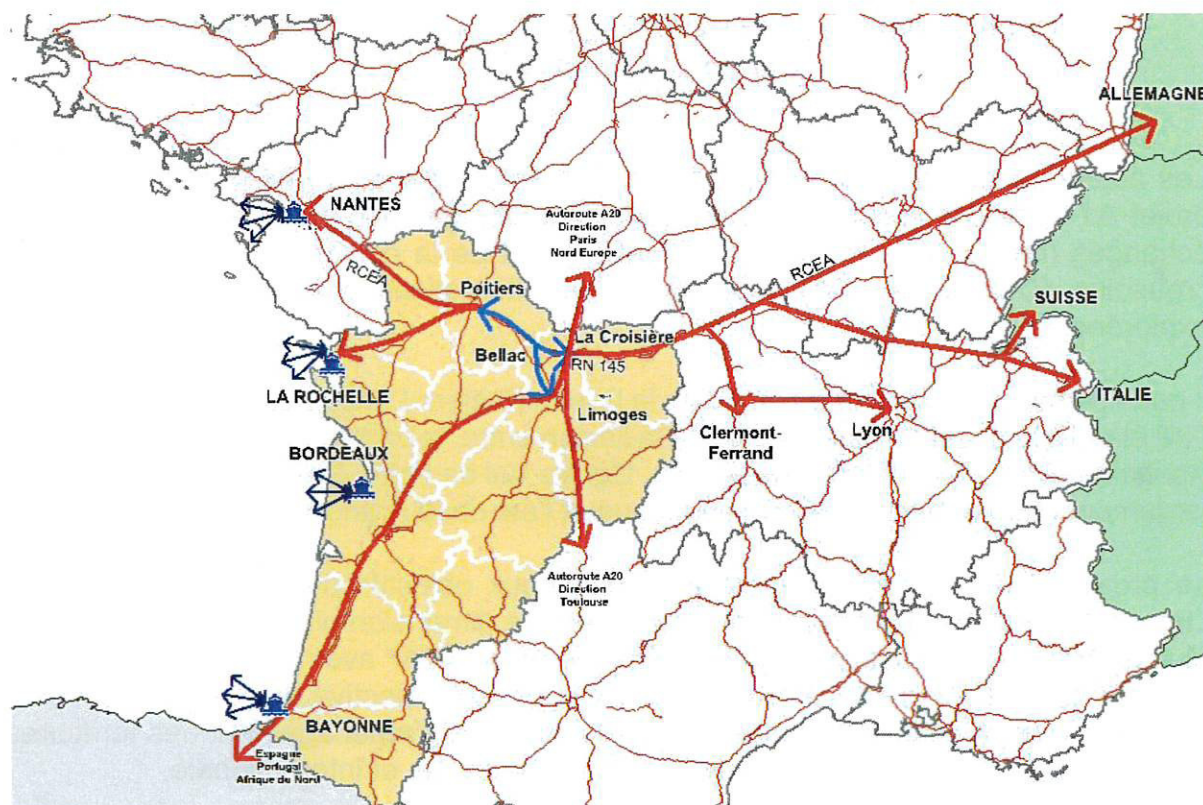 ALLEMAGNE
NANTES
Autoroute A20
Direction
Paris
Nord Europe
RCEA
RCEA
Poitiers
SUISSE
La Croisière
Bellac
RN 145
ITALIE
LA ROCHELLE
Limoges
Clermont-
Ferrand
Lyon
BORDEAUX
Autoroute A20
Direction
Toulouse
BAYONNE
Espagne
Portugal
Afrique du Nord